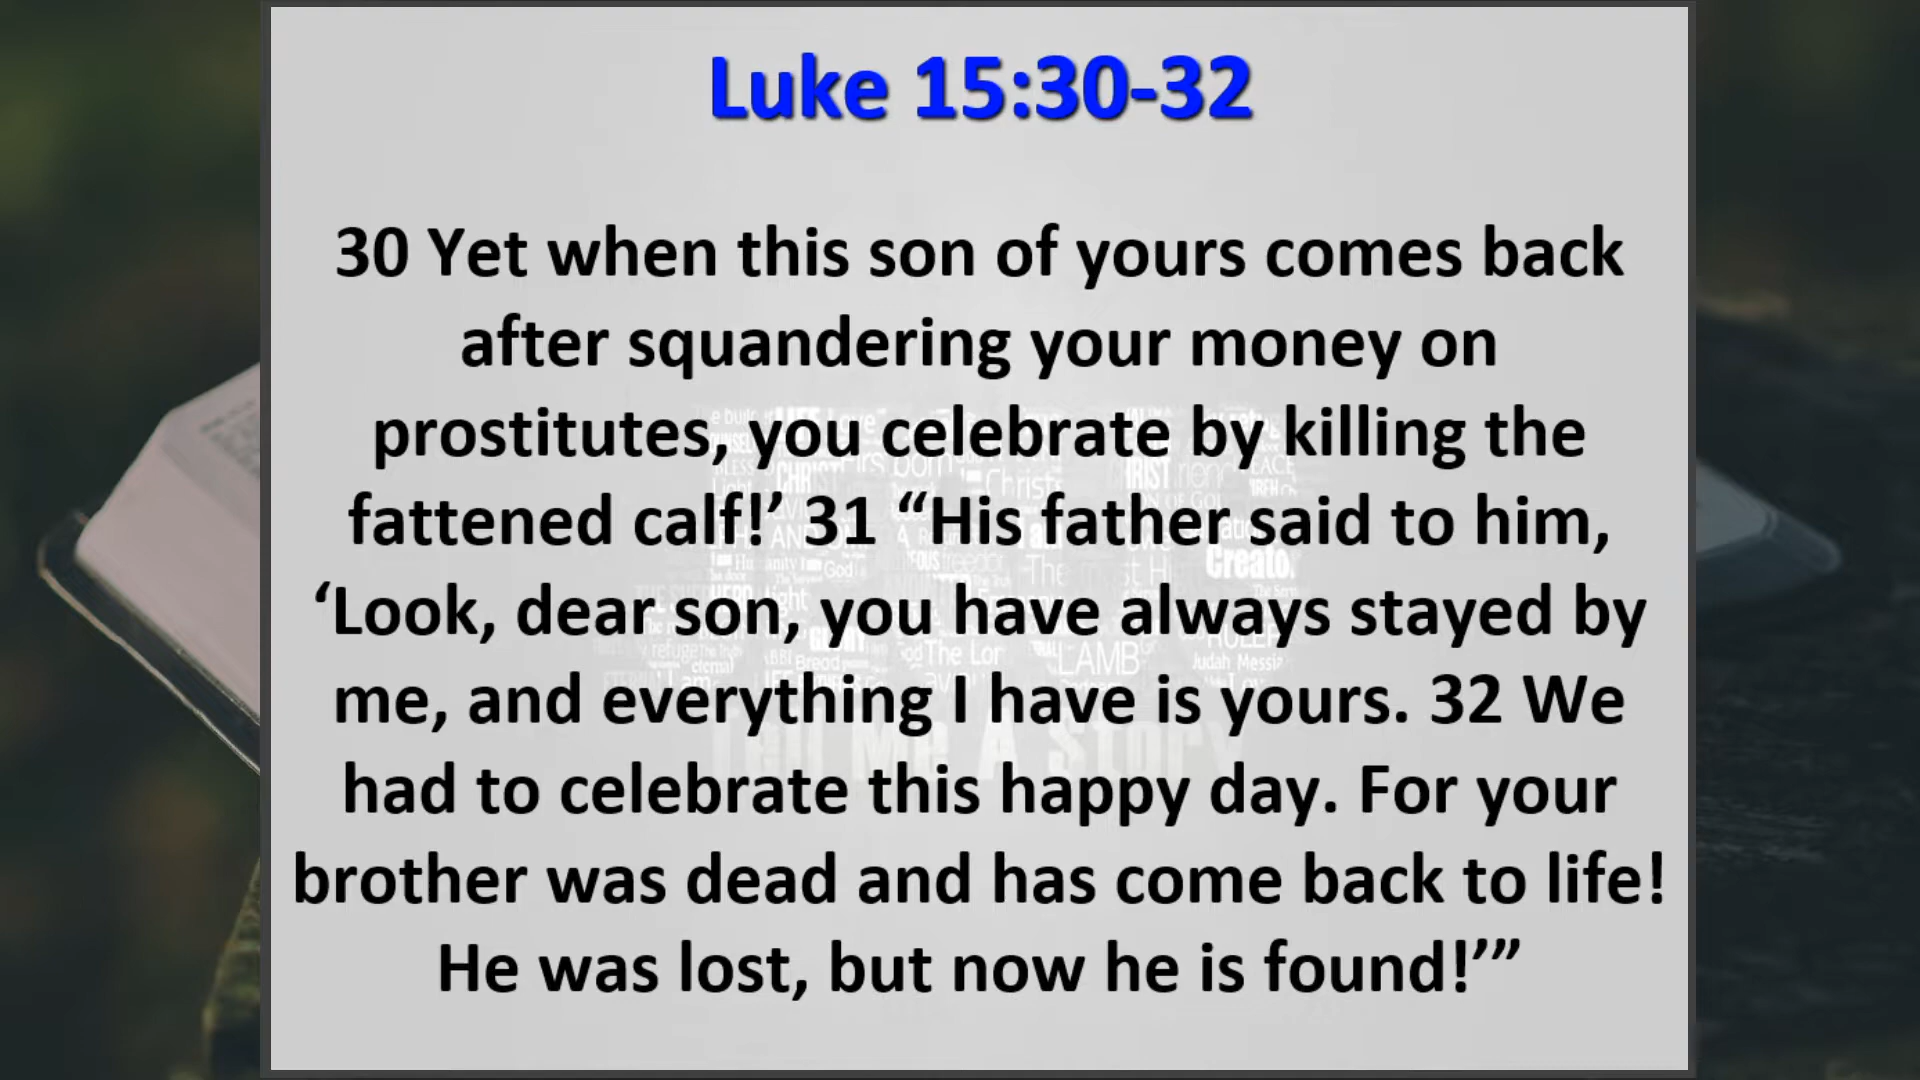 Luke 15:30-32
30 Yet when this son of yours comes back
after squandering your money on
prostitutes, you celebrate by killing the
fattened calf!’ 31 “His father said to him,
‘Look, dear son, you have always stayed by
me, and everything I have is yours. 32 We
had to celebrate this happy day. For your
brother was dead and has come back to life!
He was lost, but now he is found!’”
Tell Me A Story